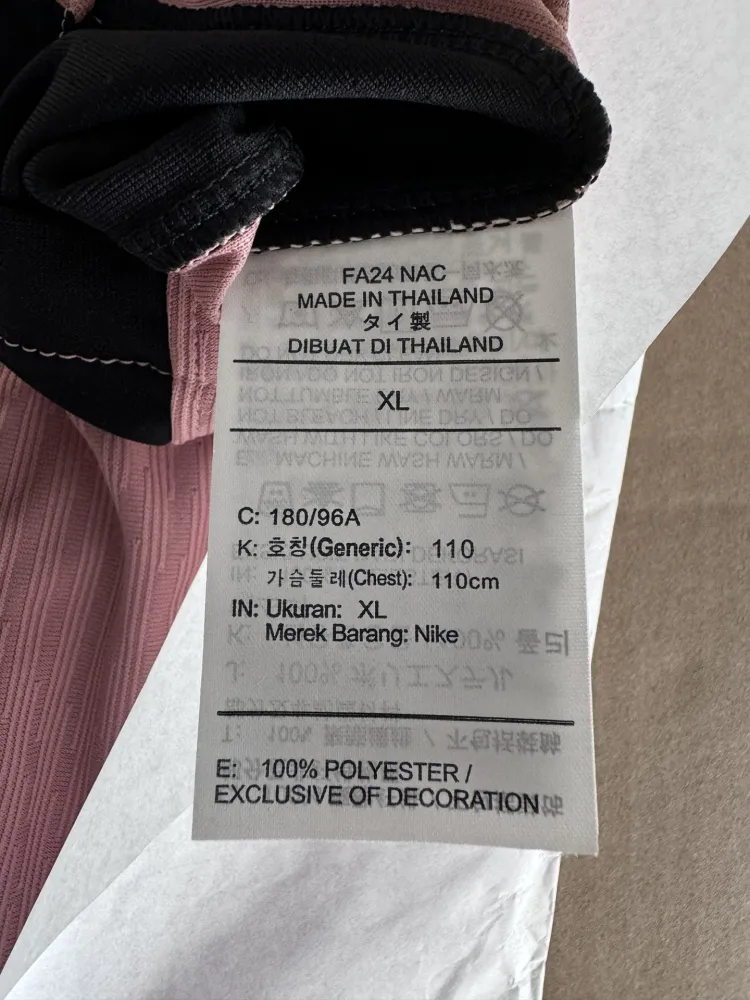 FA24 NAC
MADE IN THAILAND
タイ製
DIBUAT DI THAILAND
XL
C: 180/96A
K: 호칭(Generic): 110
가슴둘레(Chest): 110cm
IN: Ukuran: XL
Merek Barang: Nike
E: 100% POLYESTER /
EXCLUSIVE OF DECORATION